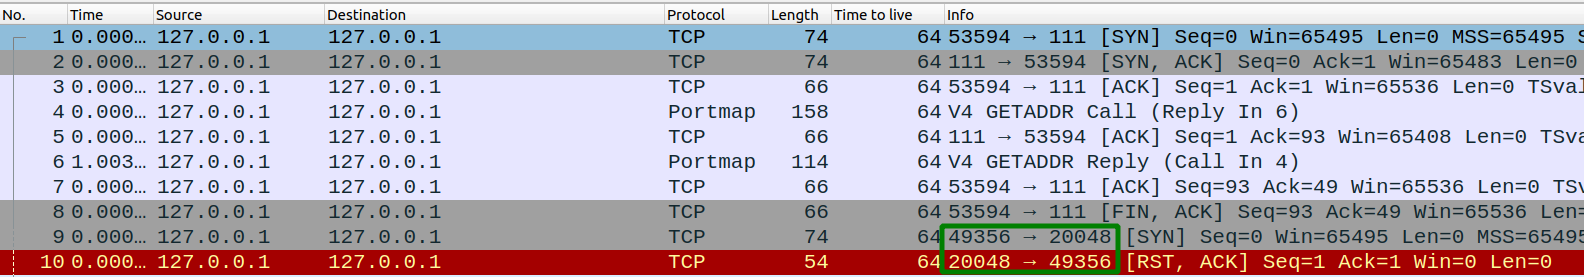 No. Time Source Destination Protocol Length Time to live Info
1 0.000… 127.0.0.1 127.0.0.1 TCP 74 64 53594 → 111 [SYN] Seq=0 Win=65495 Len=0 MSS=65495 S
2 0.000… 127.0.0.1 127.0.0.1 TCP 74 64 111 → 53594 [SYN, ACK] Seq=0 Ack=1 Win=65483 Len=0
3 0.000… 127.0.0.1 127.0.0.1 TCP 66 64 53594 → 111 [ACK] Seq=1 Ack=1 Win=65536 Len=0 TSval
4 0.000… 127.0.0.1 127.0.0.1 Portmap 158 64 V4 GETADDR Call (Reply In 6)
5 0.000… 127.0.0.1 127.0.0.1 TCP 66 64 111 → 53594 [ACK] Seq=1 Ack=93 Win=65408 Len=0 TSva
6 1.003… 127.0.0.1 127.0.0.1 Portmap 114 64 V4 GETADDR Reply (Call In 4)
7 0.000… 127.0.0.1 127.0.0.1 TCP 66 64 53594 → 111 [ACK] Seq=93 Ack=49 Win=65536 Len=0 TSv
8 0.000… 127.0.0.1 127.0.0.1 TCP 66 64 53594 → 111 [FIN, ACK] Seq=93 Ack=49 Win=65536 Len=
9 0.000… 127.0.0.1 127.0.0.1 TCP 74 64 49356 → 20048 [SYN] Seq=0 Win=65495 Len=0 MSS=65495
10 0.000… 127.0.0.1 127.0.0.1 TCP 54 64 20048 → 49356 [RST, ACK] Seq=1 Ack=1 Win=0 Len=0